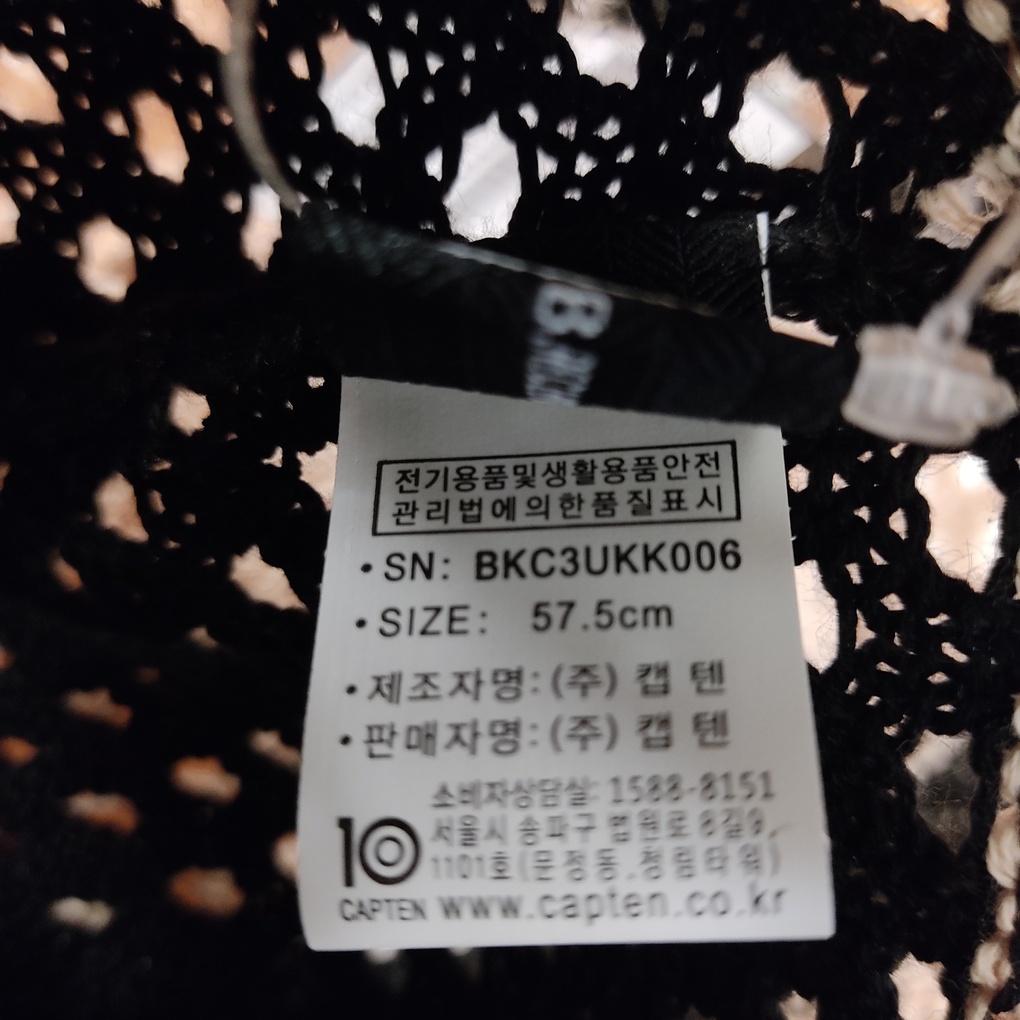 B
전기용품및생활용품안전
관리법에의한품질표시
•SN: BKC3UKK006
•SIZE: 57.5cm
•제조자명: (주) 캡 텐
•판매자명: (주) 캡 텐
소비자상담실: 1588-8151
서울시 송파구 법원로 8길 9,
1101호(문정동,청림타워)
10
CAPTEN www.capten.co.kr